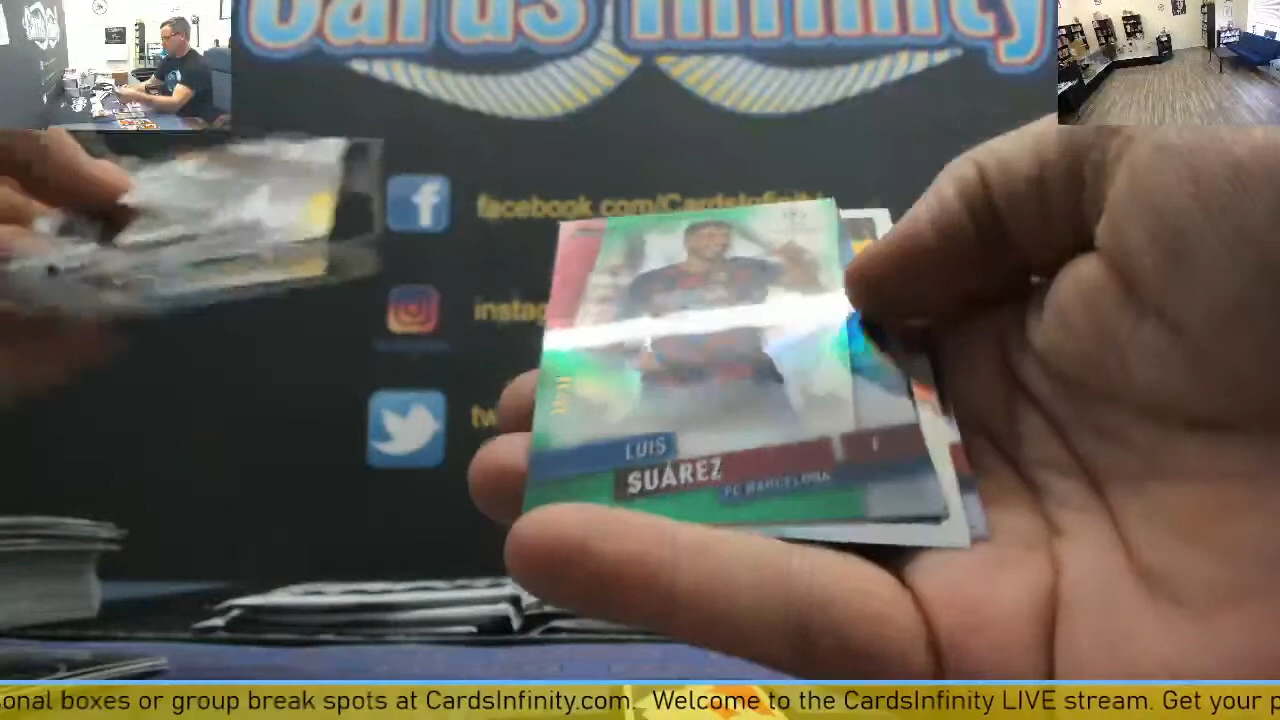 Cards Infinity
facebook.com/CardsInfinity
LUIS
SUÁREZ
FC BARCELONA
onal boxes or group break spots at CardsInfinity.com. Welcome to the CardsInfinity LIVE stream. Get your p